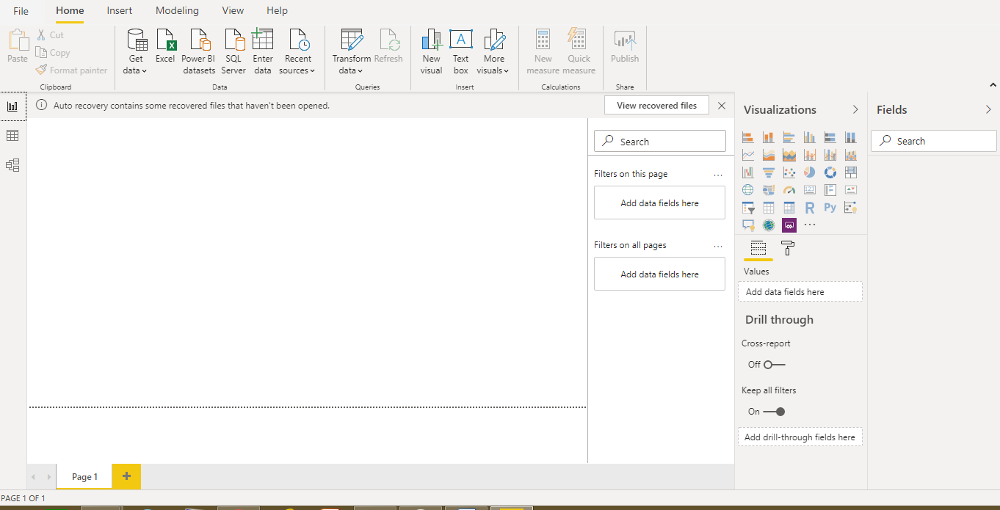 File Home Insert Modeling View Help
Paste
Cut
Copy
Format painter
Clipboard
Get data
Excel
Power BI datasets
SQL Server
Enter data
Recent sources
Data
Transform data
Refresh
Queries
New visual
Text box
More visuals
Insert
New measure
Quick measure
Calculations
Publish
Share
Auto recovery contains some recovered files that haven't been opened.
View recovered files
Search
Filters on this page
...
Add data fields here
Filters on all pages
...
Add data fields here
Visualizations
123
R
Py
...
Values
Add data fields here
Drill through
Cross-report
Off
Keep all filters
On
Add drill-through fields here
Fields
Search
Page 1
+
PAGE 1 OF 1